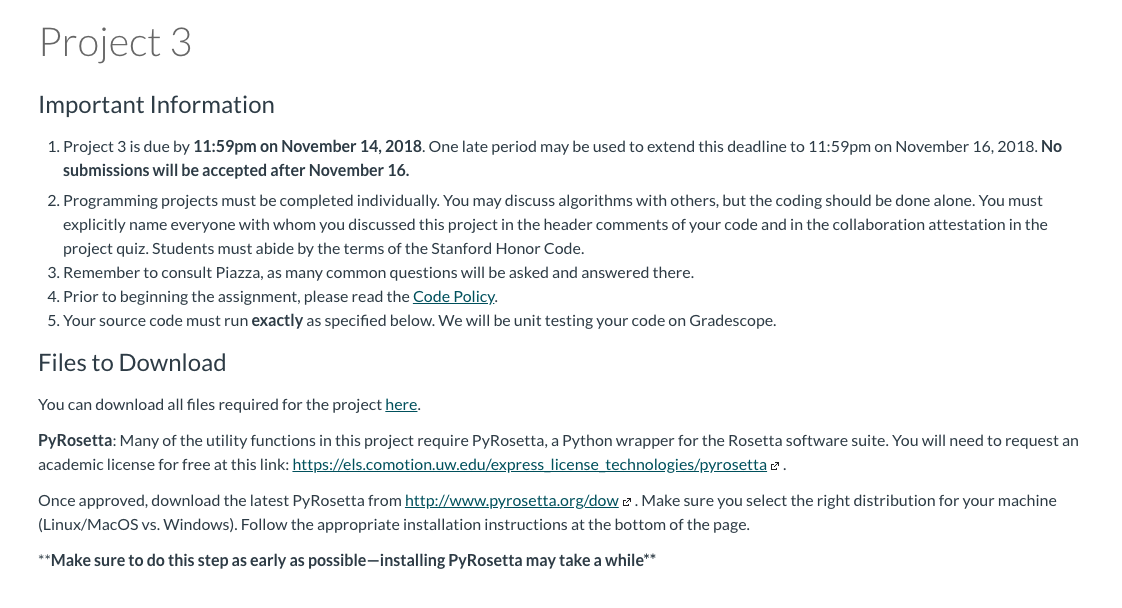 Project 3
Important Information
1. Project 3 is due by 11:59pm on November 14, 2018. One late period may be used to extend this deadline to 11:59pm on November 16, 2018. No
submissions will be accepted after November 16.
2. Programming projects must be completed individually. You may discuss algorithms with others, but the coding should be done alone. You must
explicitly name everyone with whom you discussed this project in the header comments of your code and in the collaboration attestation in the
project quiz. Students must abide by the terms of the Stanford Honor Code.
3. Remember to consult Piazza, as many common questions will be asked and answered there.
4. Prior to beginning the assignment, please read the Code Policy.
5. Your source code must run exactly as specified below. We will be unit testing your code on Gradescope.
Files to Download
You can download all files required for the project here.
PyRosetta: Many of the utility functions in this project require PyRosetta, a Python wrapper for the Rosetta software suite. You will need to request an
academic license for free at this link: https://els.comotion.uw.edu/express_license_technologies/pyrosetta .
Once approved, download the latest PyRosetta from http://www.pyrosetta.org/dow . Make sure you select the right distribution for your machine
(Linux/MacOS vs. Windows). Follow the appropriate installation instructions at the bottom of the page.
**Make sure to do this step as early as possible—installing PyRosetta may take a while**